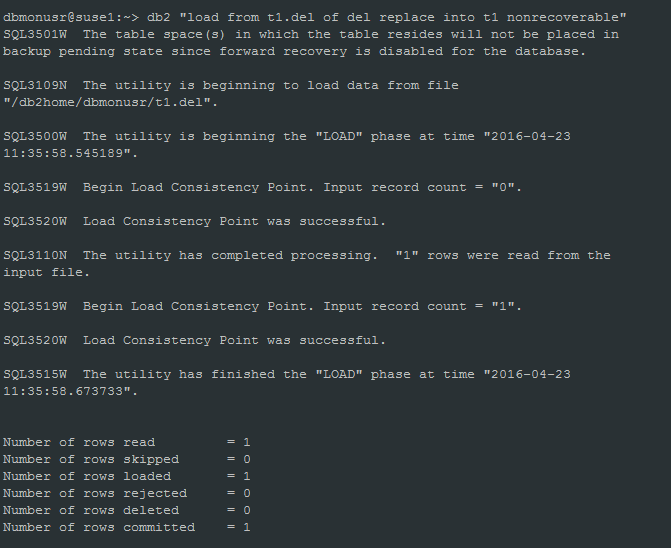 dbmonusr@suse1:~> db2 "load from t1.del of del replace into t1 nonrecoverable"
SQL3501W  The table space(s) in which the table resides will not be placed in
backup pending state since forward recovery is disabled for the database.

SQL3109N  The utility is beginning to load data from file
"/db2home/dbmonusr/t1.del".

SQL3500W  The utility is beginning the "LOAD" phase at time "2016-04-23
11:35:58.545189".

SQL3519W  Begin Load Consistency Point. Input record count = "0".

SQL3520W  Load Consistency Point was successful.

SQL3110N  The utility has completed processing.  "1" rows were read from the
input file.

SQL3519W  Begin Load Consistency Point. Input record count = "1".

SQL3520W  Load Consistency Point was successful.

SQL3515W  The utility has finished the "LOAD" phase at time "2016-04-23
11:35:58.673733".

Number of rows read         = 1
Number of rows skipped      = 0
Number of rows loaded       = 1
Number of rows rejected     = 0
Number of rows deleted      = 0
Number of rows committed    = 1